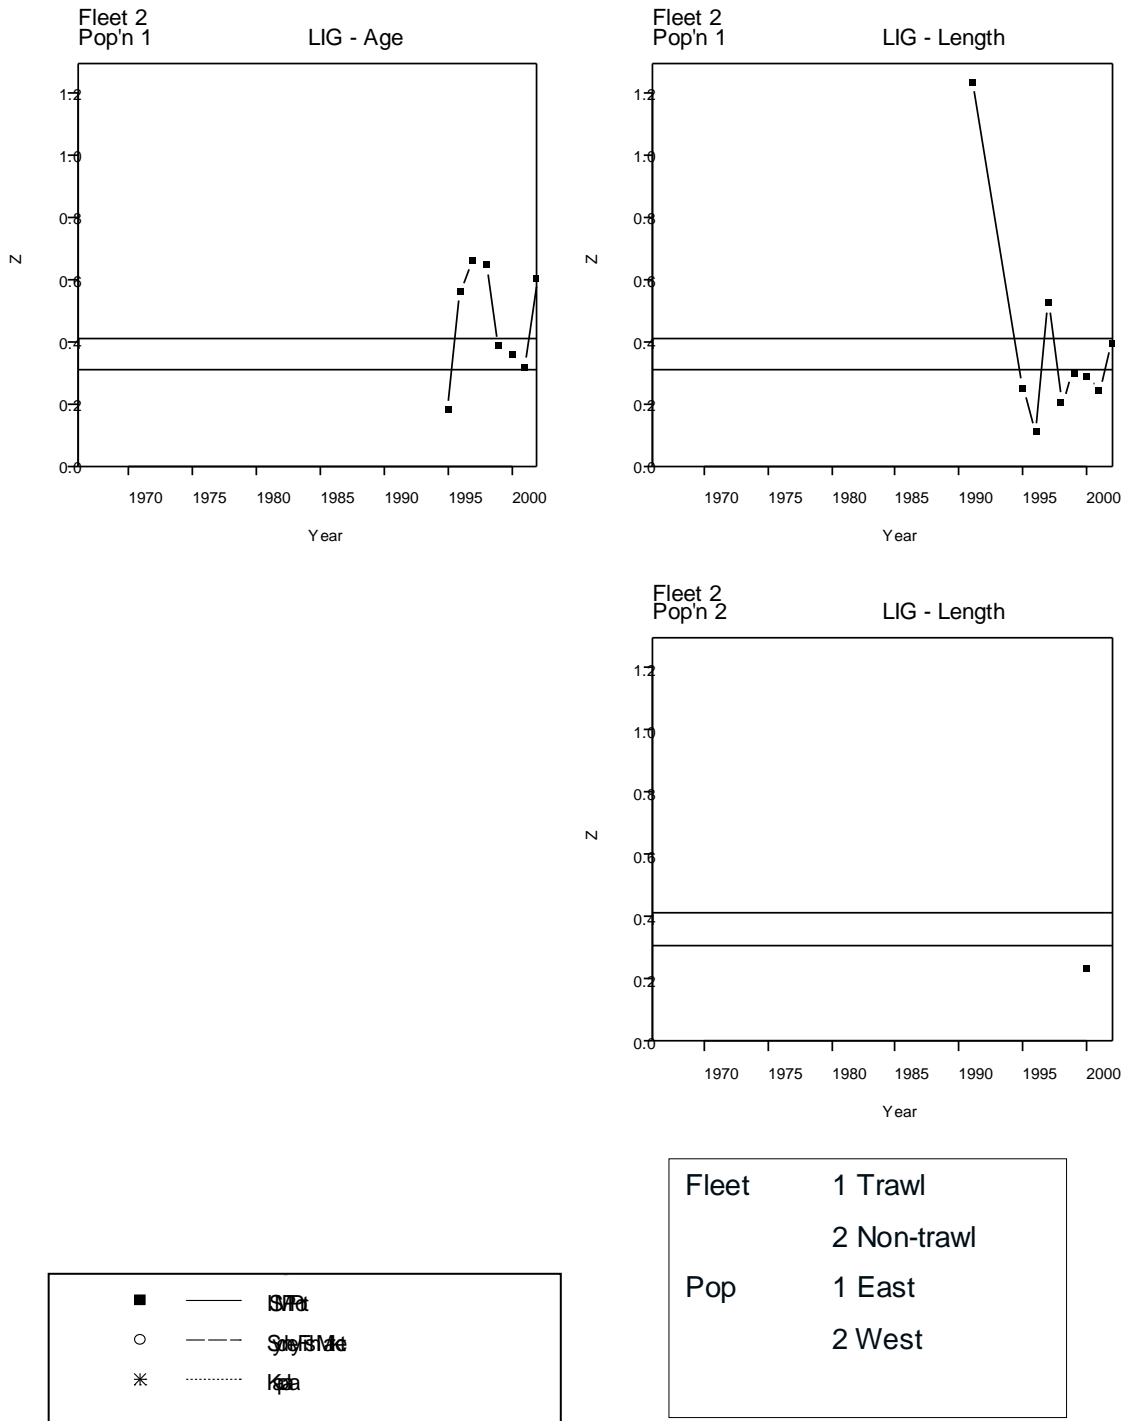 Fleet 2
Pop'n 1
LIG - Age
1.2
1.0
0.8
0.6
0.4
0.2
0.0
Z
1970 1975 1980 1985 1990 1995 2000
Year
Fleet 2
Pop'n 1
LIG - Length
1.2
1.0
0.8
0.6
0.4
0.2
0.0
Z
1970 1975 1980 1985 1990 1995 2000
Year
Fleet 2
Pop'n 2
LIG - Length
1.2
1.0
0.8
0.6
0.4
0.2
0.0
Z
1970 1975 1980 1985 1990 1995 2000
Year
Fleet 1 Trawl
2 Non-trawl
Pop 1 East
2 West